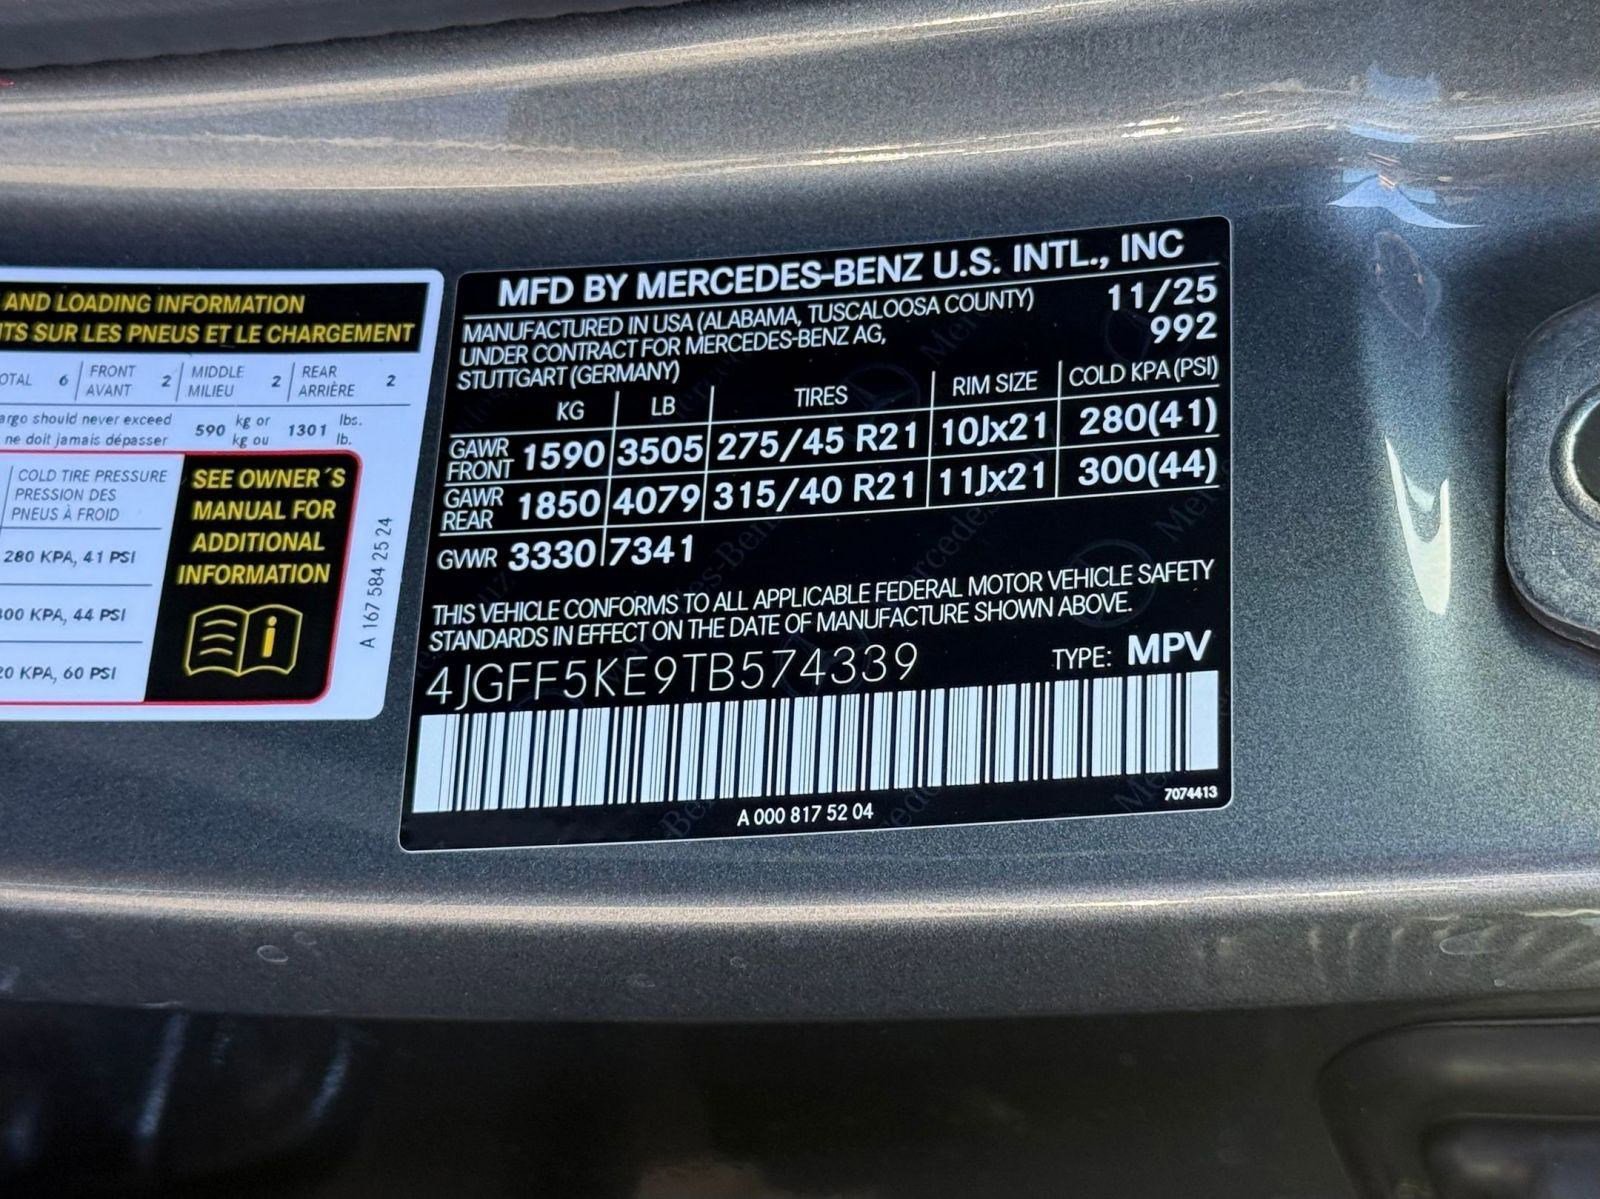 AND LOADING INFORMATION
SUR LES PNEUS ET LE CHARGEMENT
6 FRONT AVANT 2 MIDDLE MILIEU 2 REAR ARRIÈRE 2
should never exceed 590 kg or 1301 lbs.
ne doit jamais dépasser kg ou lb.
COLD TIRE PRESSURE
PRESSION DES
PNEUS À FROID
280 KPA, 41 PSI
KPA, 44 PSI
KPA, 60 PSI
SEE OWNER´S
MANUAL FOR
ADDITIONAL
INFORMATION
A 167 584 25 24
MFD BY MERCEDES-BENZ U.S. INTL., INC
MANUFACTURED IN USA (ALABAMA, TUSCALOOSA COUNTY) 11/25
UNDER CONTRACT FOR MERCEDES-BENZ AG, 992
STUTTGART (GERMANY)
KG LB TIRES RIM SIZE COLD KPA (PSI)
GAWR FRONT 1590 3505 275/45 R21 10Jx21 280(41)
GAWR REAR 1850 4079 315/40 R21 11Jx21 300(44)
GVWR 3330 7341
THIS VEHICLE CONFORMS TO ALL APPLICABLE FEDERAL MOTOR VEHICLE SAFETY
STANDARDS IN EFFECT ON THE DATE OF MANUFACTURE SHOWN ABOVE.
4JGFF5KE9TB574339 TYPE: MPV
A 000 817 52 04
7074413